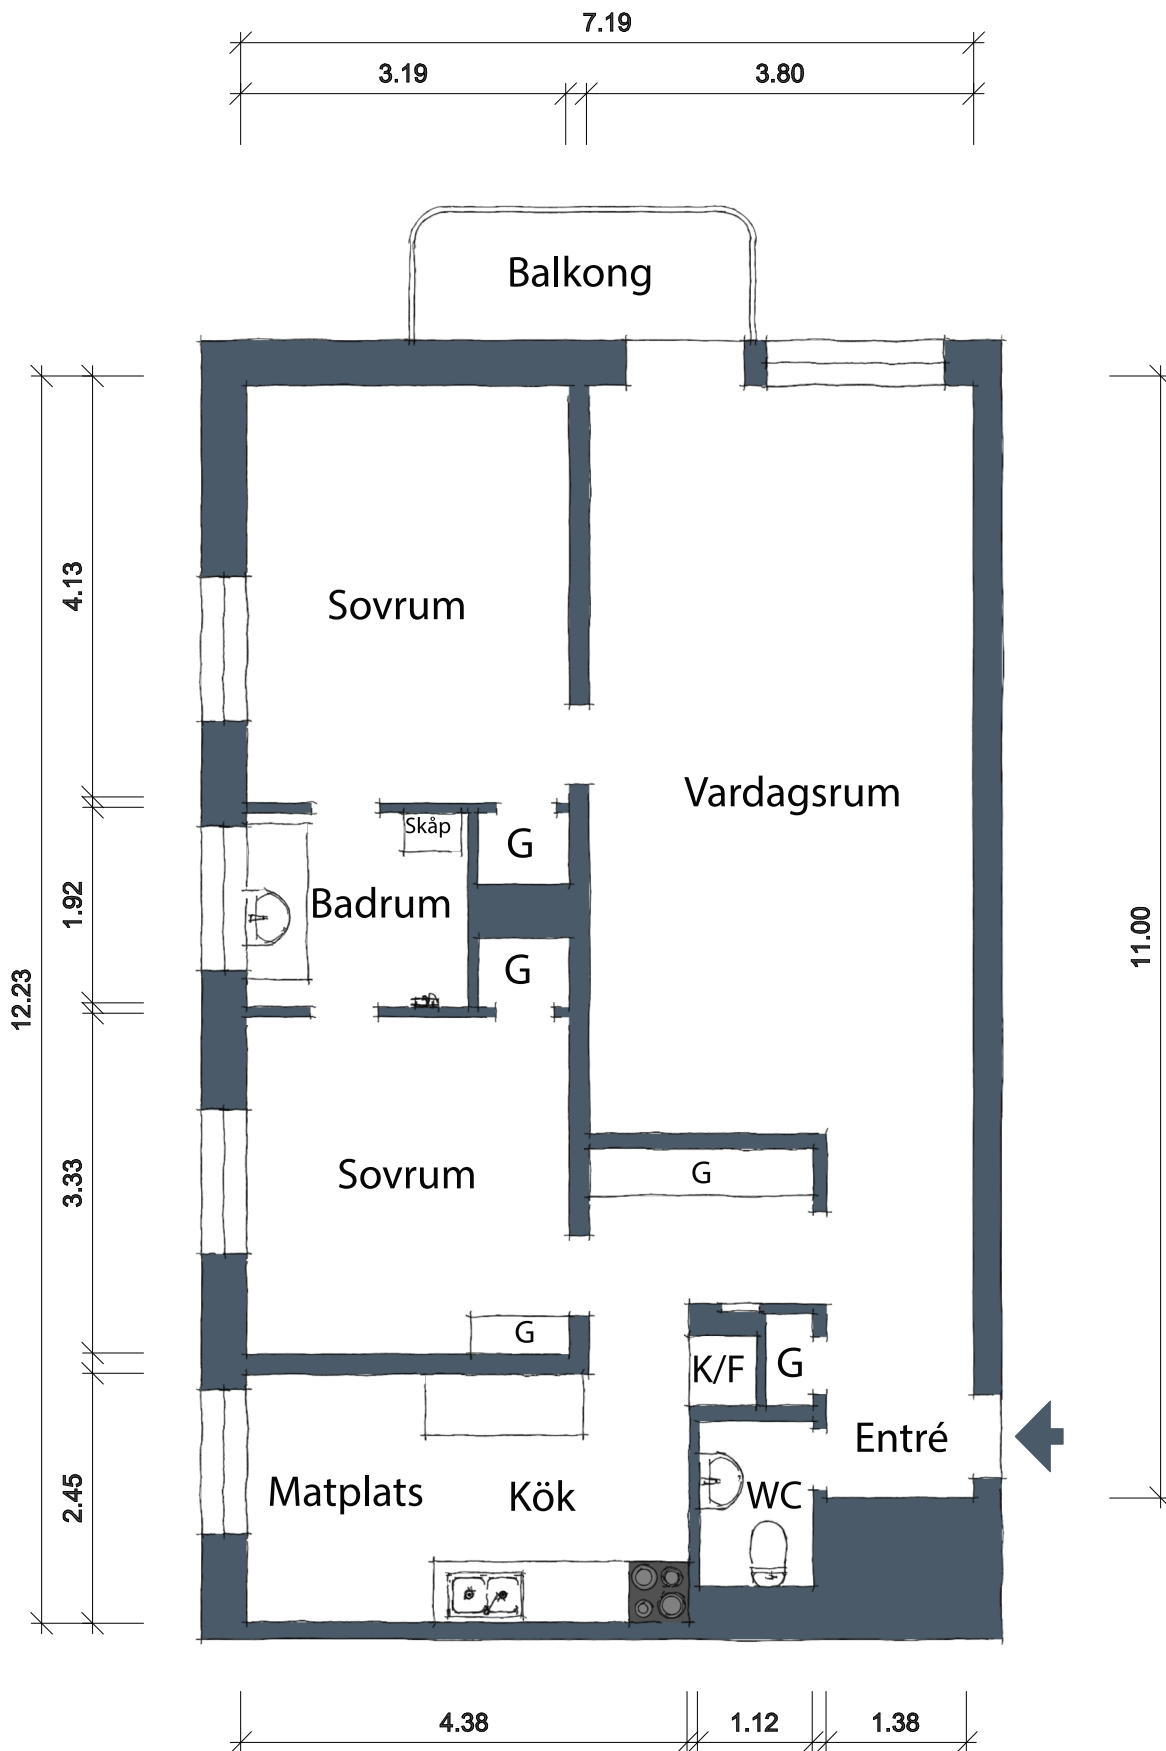 7.19
3.19
3.80
Balkong
4.13
Sovrum
Vardagsrum
Skåp
G
1.92
Badrum
11.00
G
12.23
3.33
Sovrum
G
G
K/F
G
Entré
2.45
Matplats
Kök
WC
4.38
1.12
1.38